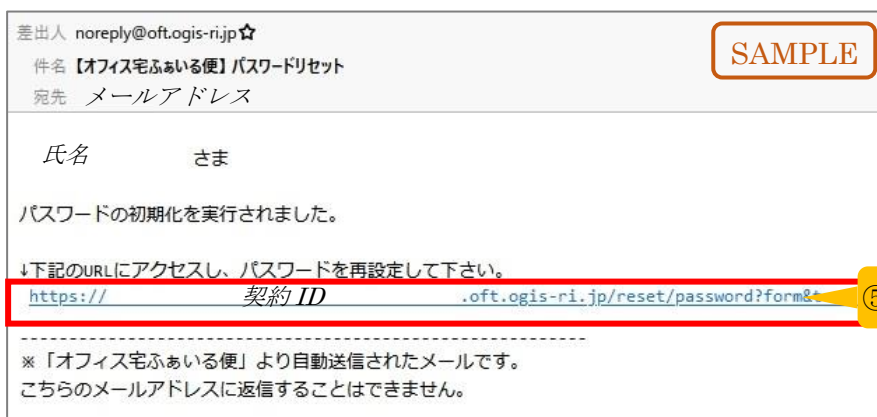 差出人 noreply@oft.ogis-ri.jp☆
SAMPLE
件名【オフィス宅ふぁいる便】パスワードリセット
宛先 メールアドレス
氏名 さま
パスワードの初期化を実行されました。
↓下記のURLにアクセスし、パスワードを再設定して下さい。
https:// 契約 ID .oft.ogis-ri.jp/reset/password?form&
⑤
------------------------------------------------------------
※「オフィス宅ふぁいる便」より自動送信されたメールです。
こちらのメールアドレスに返信することはできません。